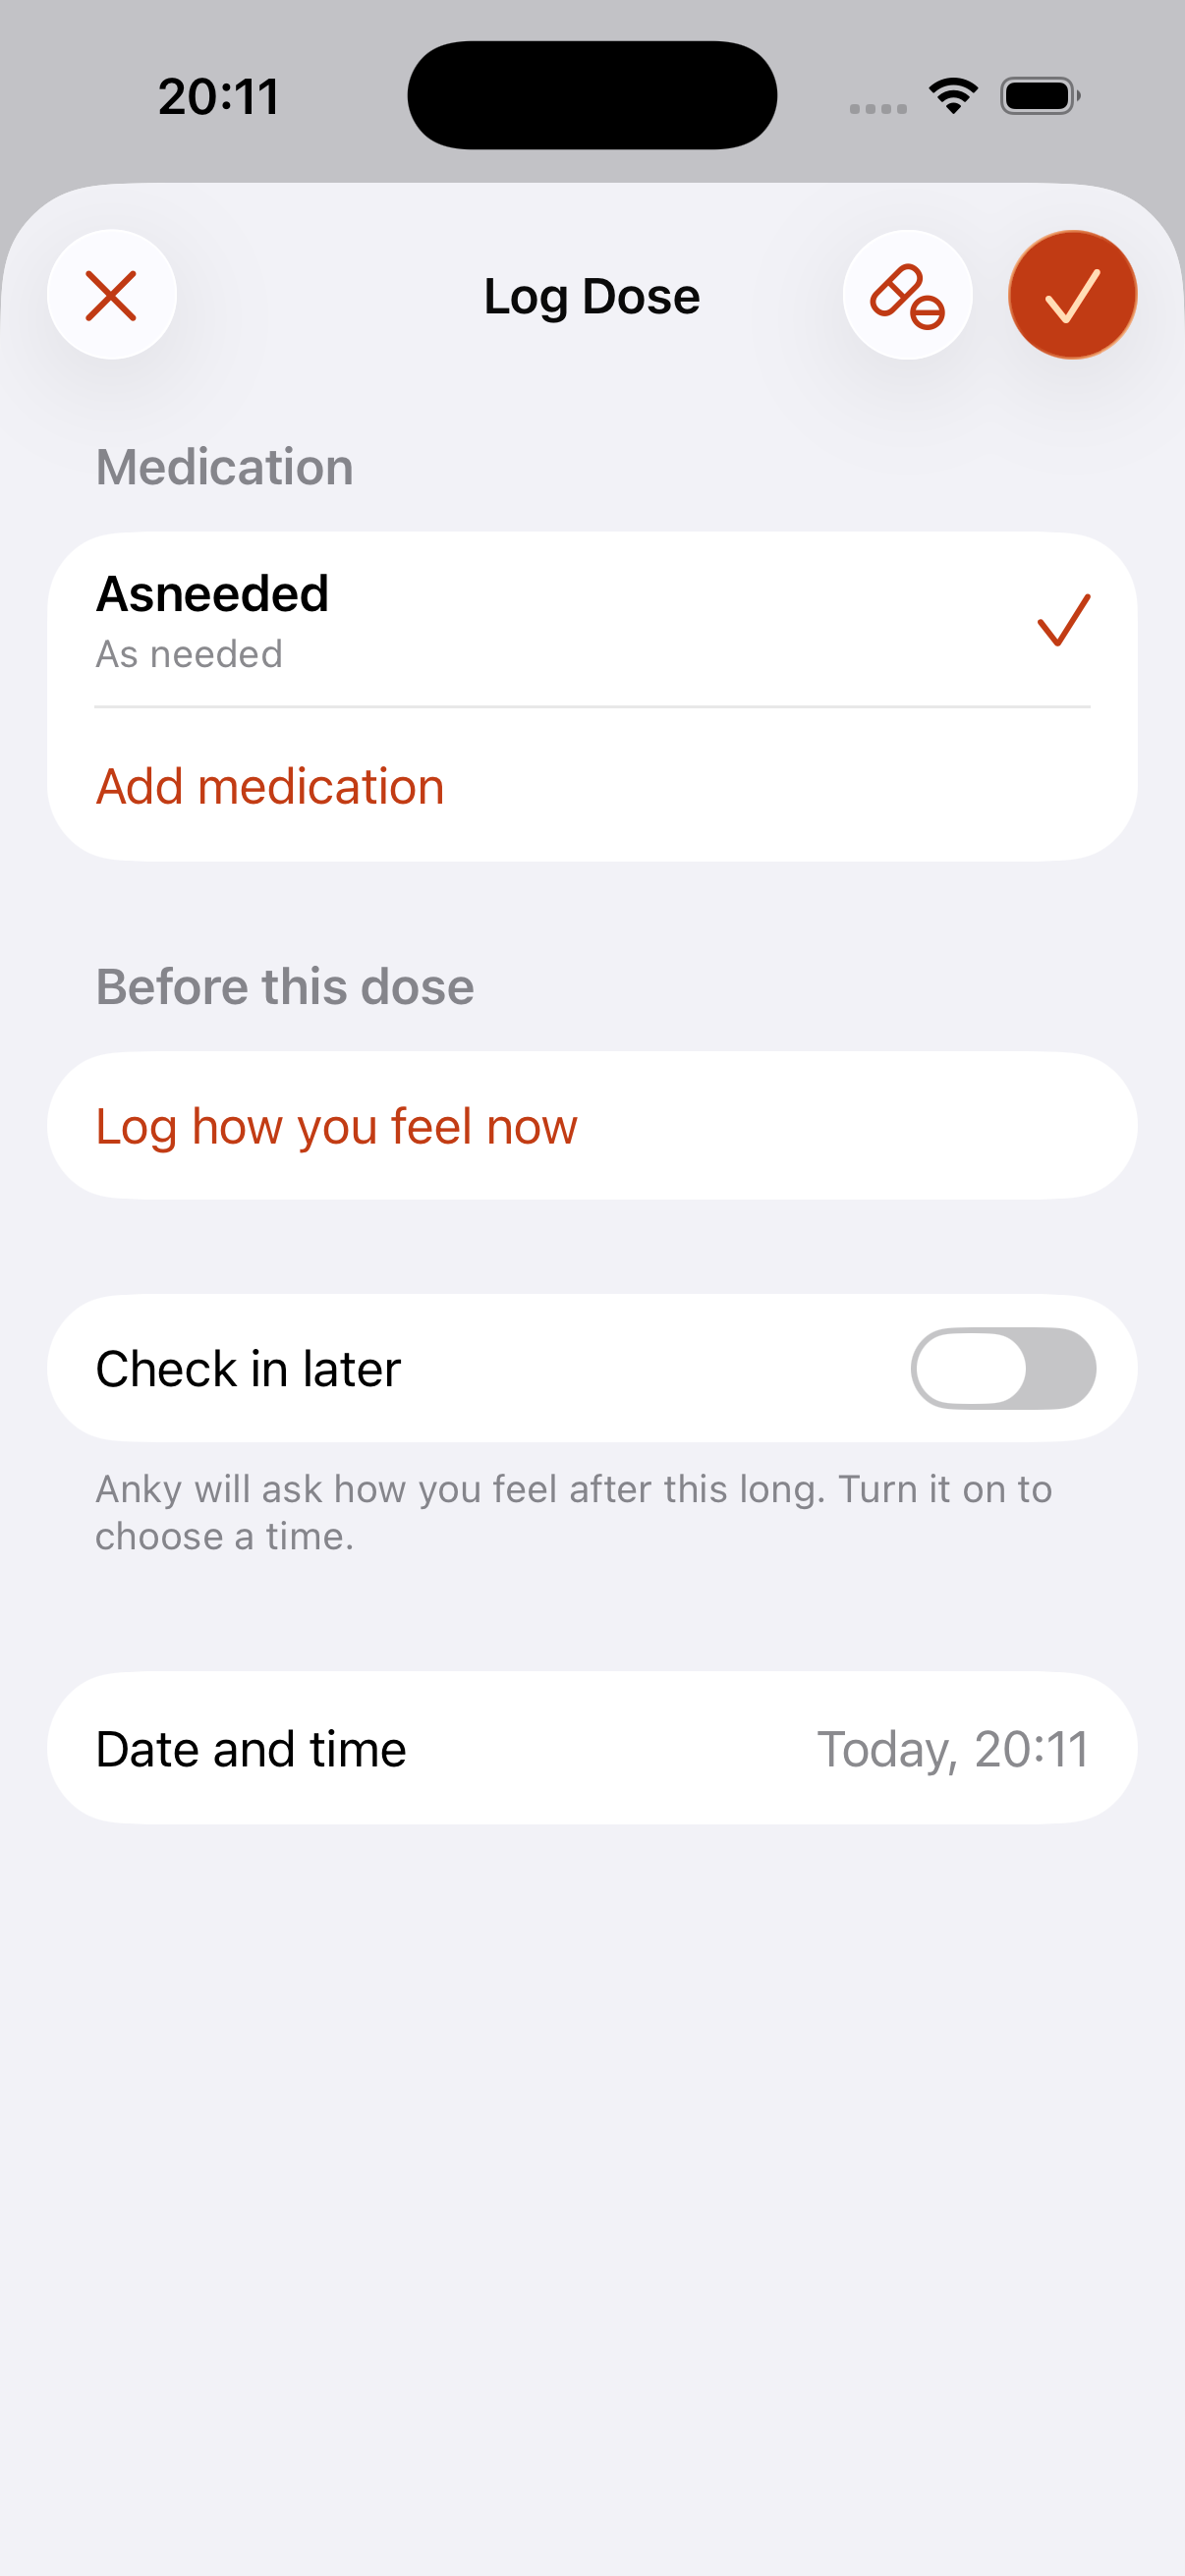 20:11
Log Dose
Medication
Asneeded
As needed
Add medication
Before this dose
Log how you feel now
Check in later
Anky will ask how you feel after this long. Turn it on to
choose a time.
Date and time
Today, 20:11